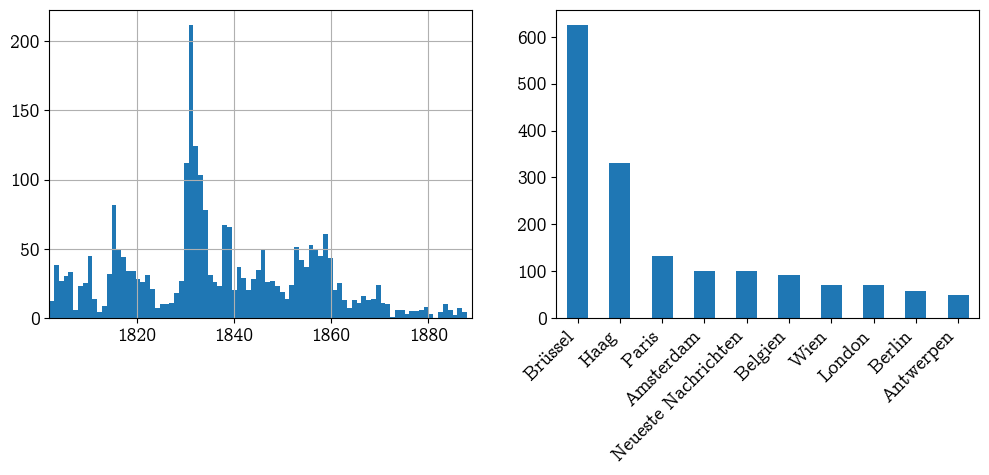 200
150
100
50
0
1820 1840 1860 1880
600
500
400
300
200
100
0
Brüssel
Haag
Paris
Amsterdam
Neueste Nachrichten
Belgien
Wien
London
Berlin
Antwerpen